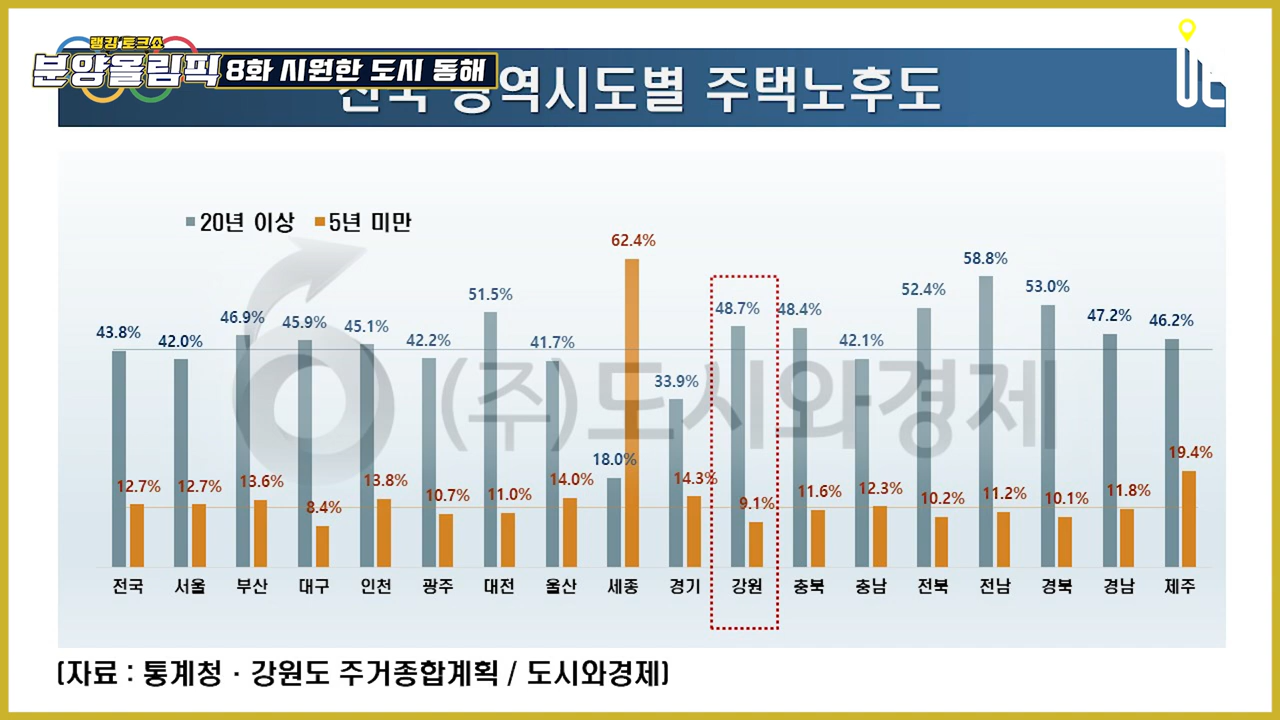 랭킹 토크쇼
분양올림픽 8화 시원한 도시 동해
전국 광역시도별 주택노후도
20년 이상 5년 미만
62.4%
58.8%
51.5% 52.4% 53.0%
43.8% 42.0% 46.9% 45.9% 45.1% 42.2% 41.7% 48.7% 48.4% 42.1% 47.2% 46.2%
33.9%
(주)도시와경제
18.0%
12.7% 12.7% 13.6% 8.4% 13.8% 10.7% 11.0% 14.0% 14.3% 9.1% 11.6% 12.3% 10.2% 11.2% 10.1% 11.8% 19.4%
전국 서울 부산 대구 인천 광주 대전 울산 세종 경기 강원 충북 충남 전북 전남 경북 경남 제주
(자료 : 통계청 · 강원도 주거종합계획 / 도시와경제)